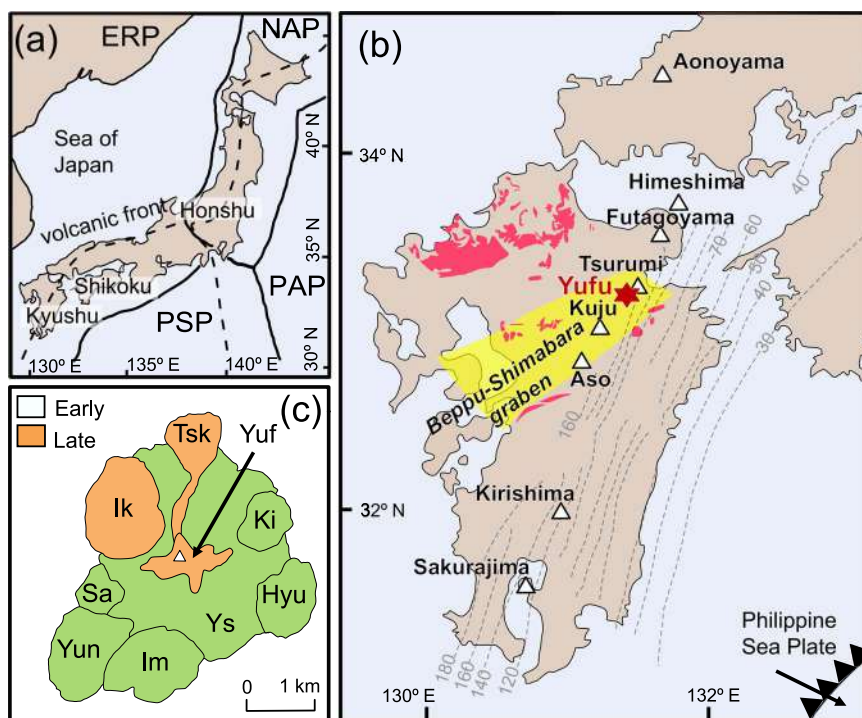 (a)
ERP
NAP
Sea of
Japan
volcanic front
Honshu
Shikoku
Kyushu
PSP
PAP
40° N
35° N
30° N
130° E
135° E
140° E
(b)
Aonoyama
34° N
Himeshima
Futagoyama
Tsurumi
Yufu
Kuju
Aso
Beppu-Shimabara
graben
Kirishima
Sakurajima
32° N
40
70
60
50
40
30
160
180
160
140
120
Philippine
Sea Plate
130° E
132° E
(c)
Early
Late
Tsk
Yuf
Ik
Ki
Sa
Hyu
Ys
Yun
Im
0 1 km